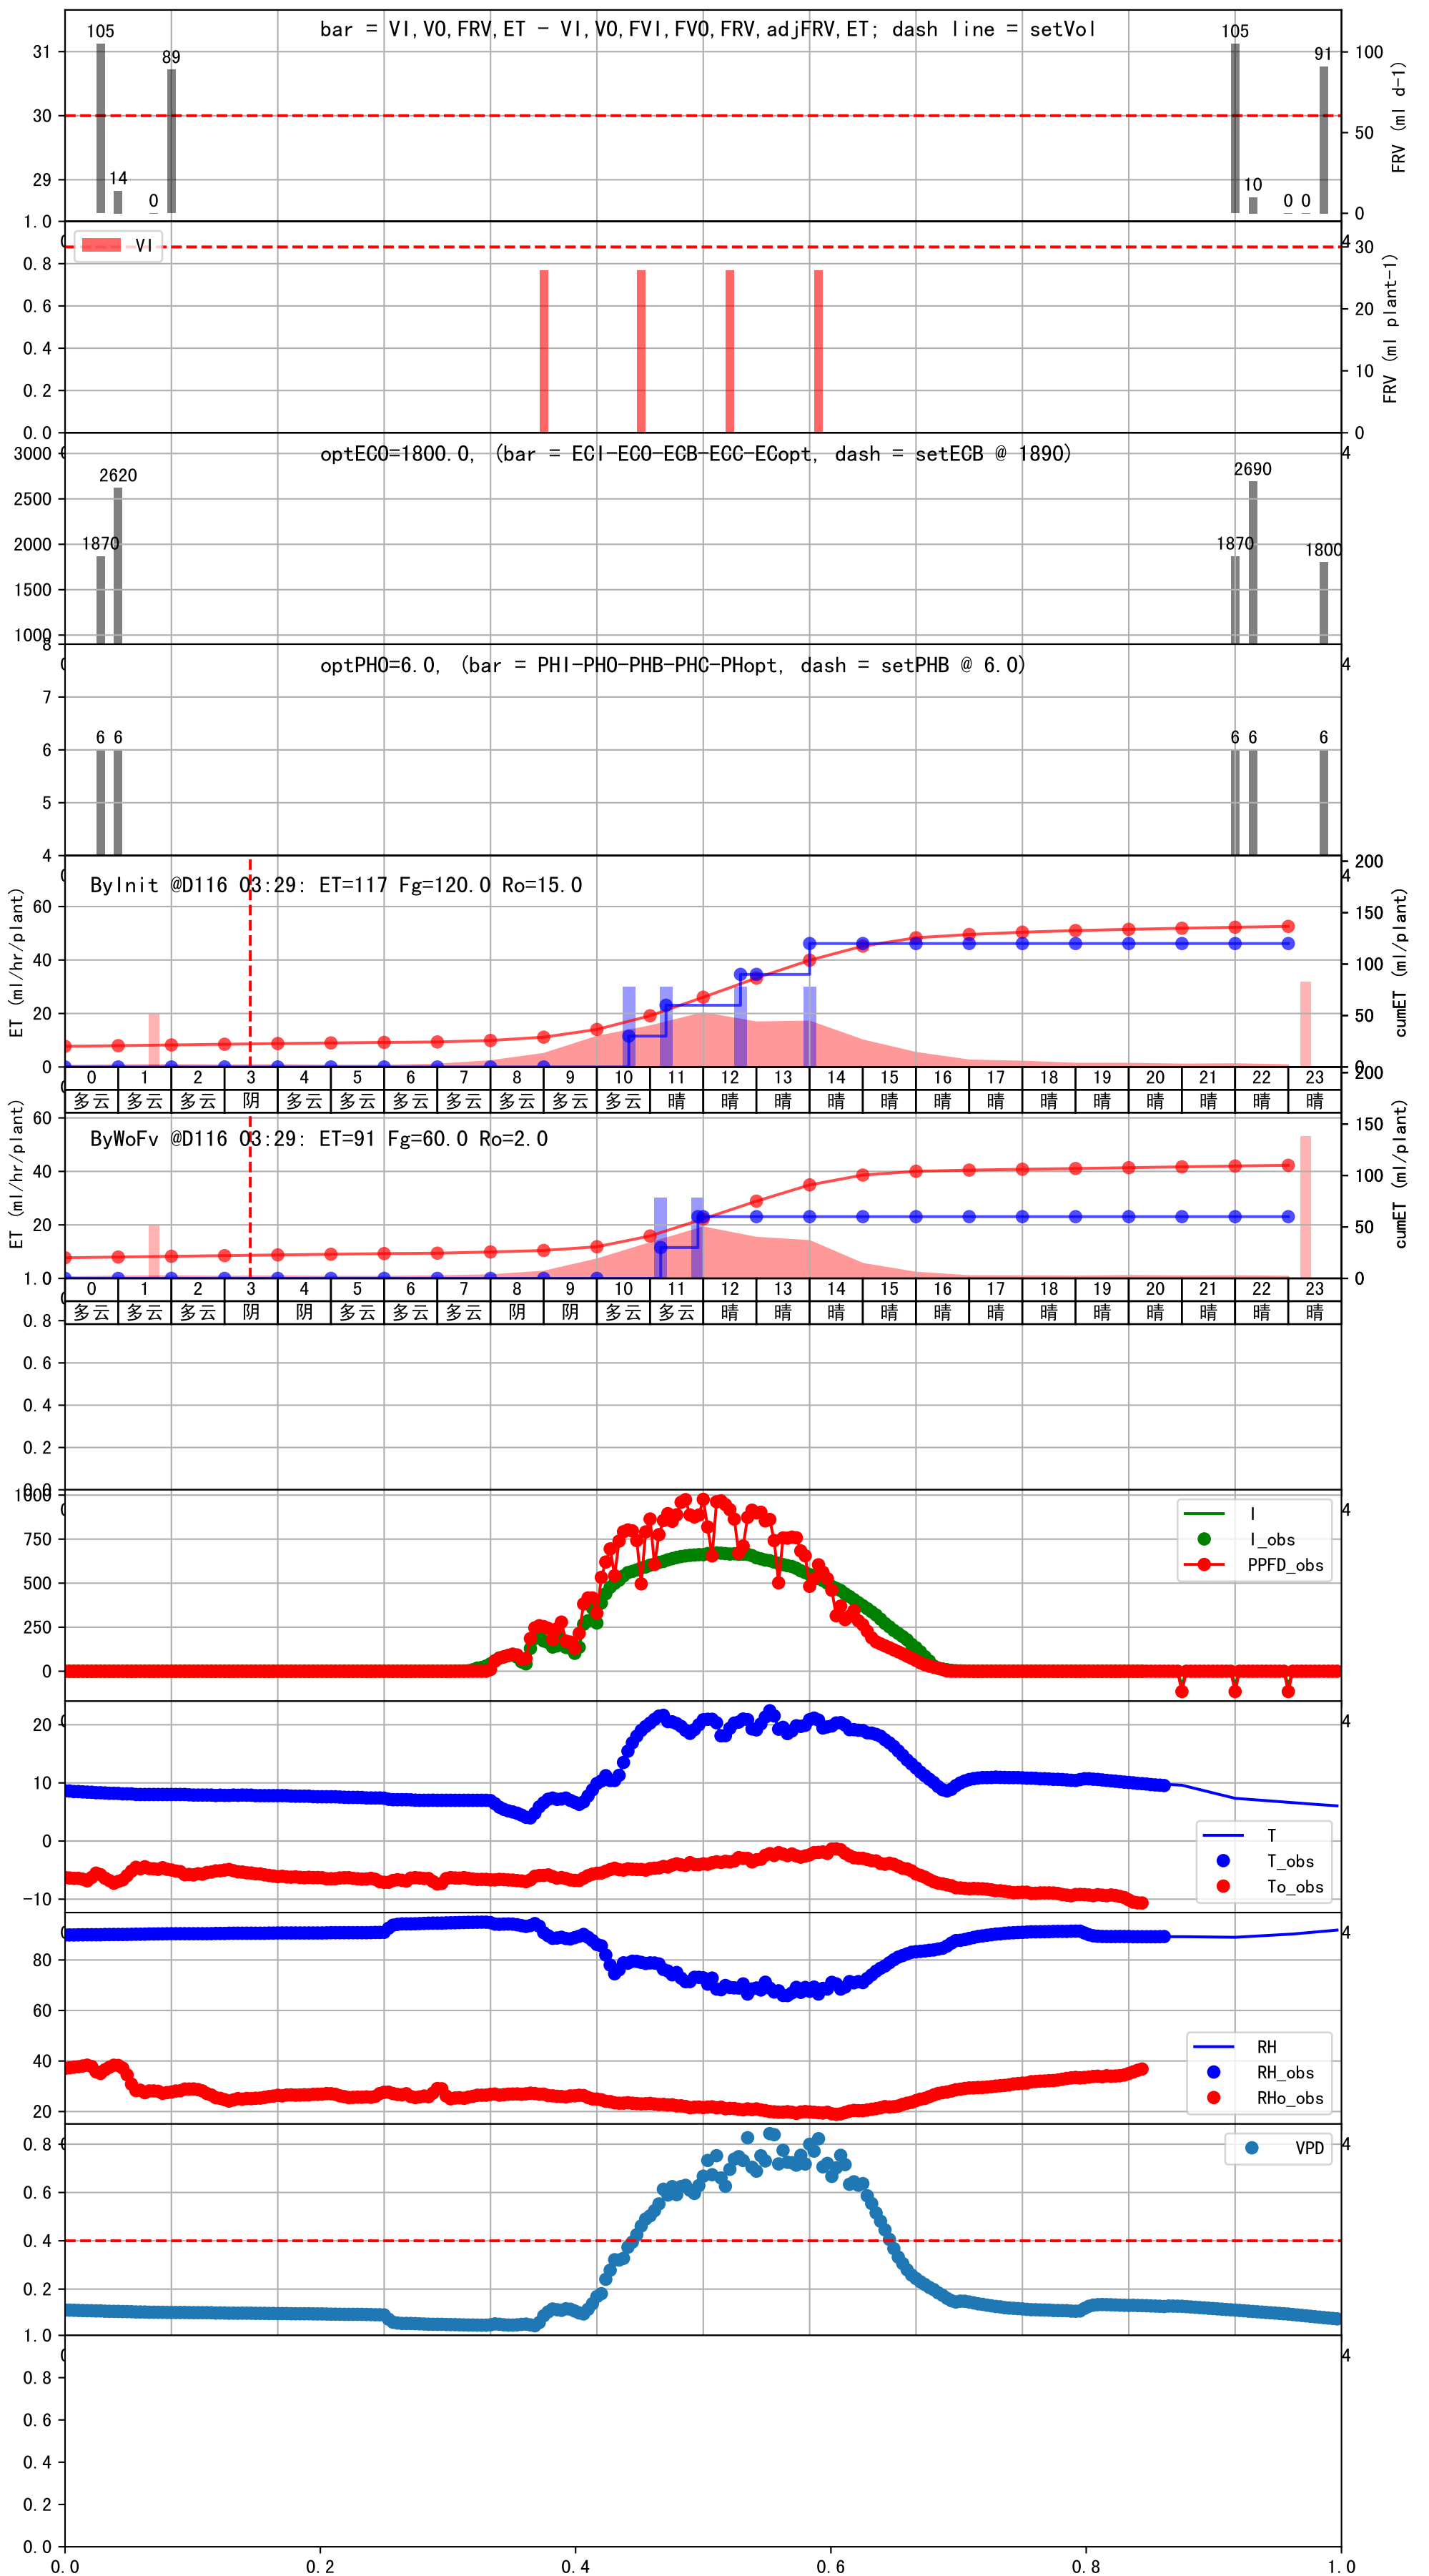 bar = VI,VO,FRV,ET - VI,VO,FVI,FVO,FRV,adjFRV,ET; dash line = setVol
105 14 0 89 105 10 0 0 91
31 30 29
100 50 0
FRV (ml d-1)
VI
1.0 0.8 0.6 0.4 0.2 0.0
30 20 10 0
FRV (ml plant-1)
optECO=1800.0, (bar = ECI-ECO-ECB-ECC-ECopt, dash = setECB @ 1890)
3000 2500 2000 1500 1000
1870 2620 1870 2690 1800
optPHO=6.0, (bar = PHI-PHO-PHB-PHC-PHopt, dash = setPHB @ 6.0)
8 7 6 5 4
6 6 6 6 6
ByInit @D116 03:29: ET=117 Fg=120.0 Ro=15.0
ET (ml/hr/plant)
60 40 20 0
200 150 100 50 0
cumET (ml/plant)
0 1 2 3 4 5 6 7 8 9 10 11 12 13 14 15 16 17 18 19 20 21 22 23
多云 多云 多云 阴 多云 多云 多云 多云 多云 多云 多云 晴 晴 晴 晴 晴 晴 晴 晴 晴 晴 晴 晴 晴
ByWoFv @D116 03:29: ET=91 Fg=60.0 Ro=2.0
ET (ml/hr/plant)
60 40 20
200 150 100 50 0
cumET (ml/plant)
0 1 2 3 4 5 6 7 8 9 10 11 12 13 14 15 16 17 18 19 20 21 22 23
多云 多云 多云 阴 阴 多云 多云 多云 阴 阴 多云 多云 晴 晴 晴 晴 晴 晴 晴 晴 晴 晴 晴 晴
1.0 0.8 0.6 0.4 0.2 0.0
1000 750 500 250 0
I
I_obs
PPFD_obs
20 10 0 -10
T
T_obs
To_obs
80 60 40 20
RH
RH_obs
RHo_obs
0.8 0.6 0.4 0.2
VPD
1.0 0.8 0.6 0.4 0.2 0.0
0.0 0.2 0.4 0.6 0.8 1.0